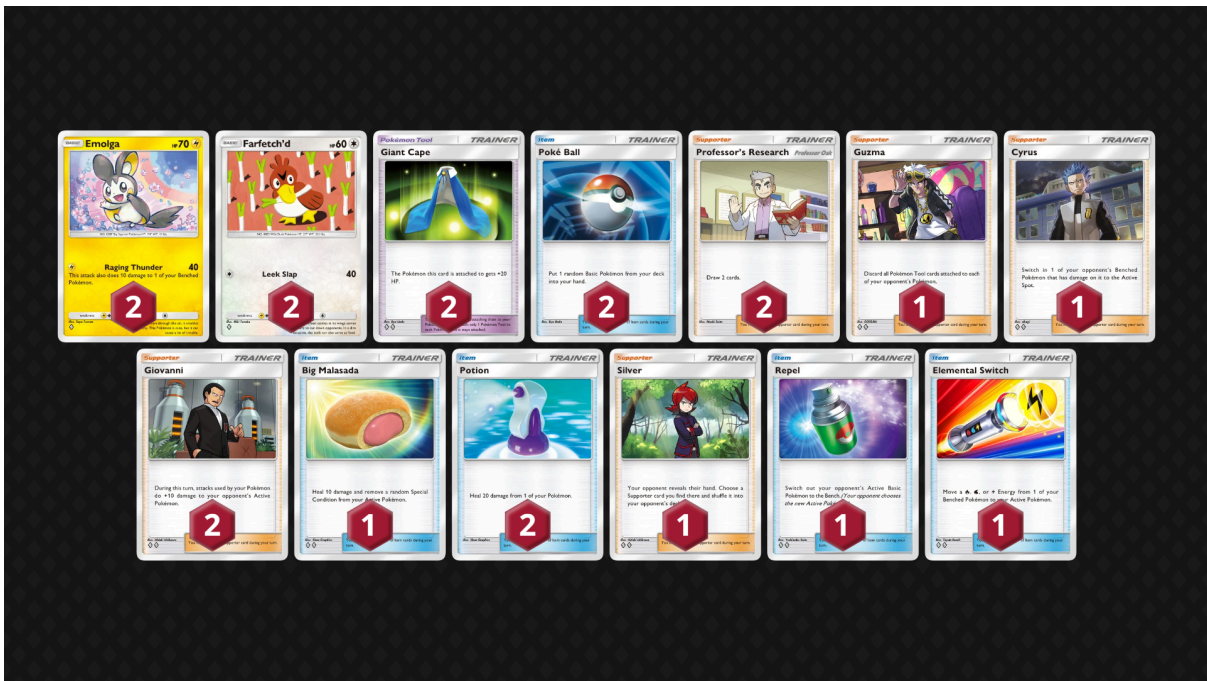 BASIC Emolga HP70
Raging Thunder 40
This attack also does 10 damage to 1 of your Benched
Pokémon.
2
BASIC Farfetch'd HP60
Leek Slap 40
2
Pokémon Tool TRAINER
Giant Cape
The Pokémon this card is attached to gets +20
HP.
2
Item TRAINER
Poké Ball
Put 1 random Basic Pokémon from your deck
into your hand.
2
Supporter TRAINER
Professor's Research Professor Oak
Draw 2 cards.
2
Supporter TRAINER
Guzma
Discard all Pokémon Tool cards attached to each
of your opponent's Pokémon.
1
Supporter TRAINER
Cyrus
Switch in 1 of your opponent's Benched
Pokémon that has damage on it to the Active
Spot.
1
Supporter TRAINER
Giovanni
During this turn, attacks used by your Pokémon
do +10 damage to your opponent's Active
Pokémon.
2
Item TRAINER
Big Malasada
Heal 10 damage and remove a random Special
Condition from your Active Pokémon.
1
Item TRAINER
Potion
Heal 20 damage from 1 of your Pokémon.
2
Supporter TRAINER
Silver
Your opponent reveals their hand. Choose a
Supporter card you find there and shuffle it into
your opponent's deck.
1
Item TRAINER
Repel
Switch out your opponent's Active Basic
Pokémon to the Bench. (Your opponent chooses
the new Active Poké
1
Item TRAINER
Elemental Switch
Move a , , or Energy from 1 of your
Benched Pokémon to your Active Pokémon.
1